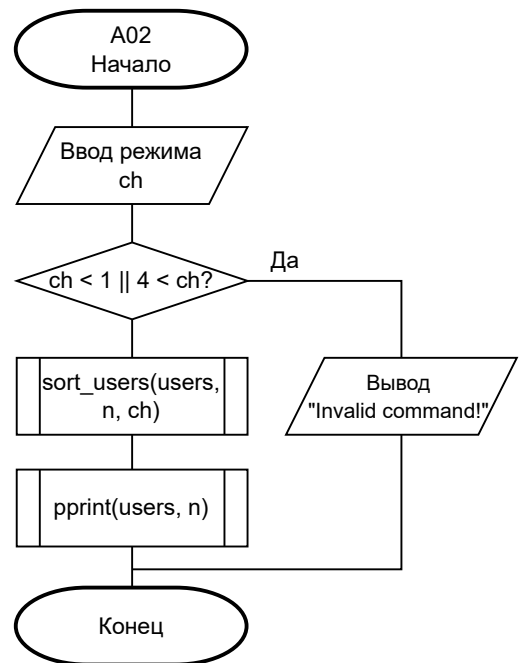 A02
Начало
Ввод режима
ch
ch < 1 || 4 < ch?
Да
sort_users(users,
n, ch)
Вывод
"Invalid command!"
pprint(users, n)
Конец